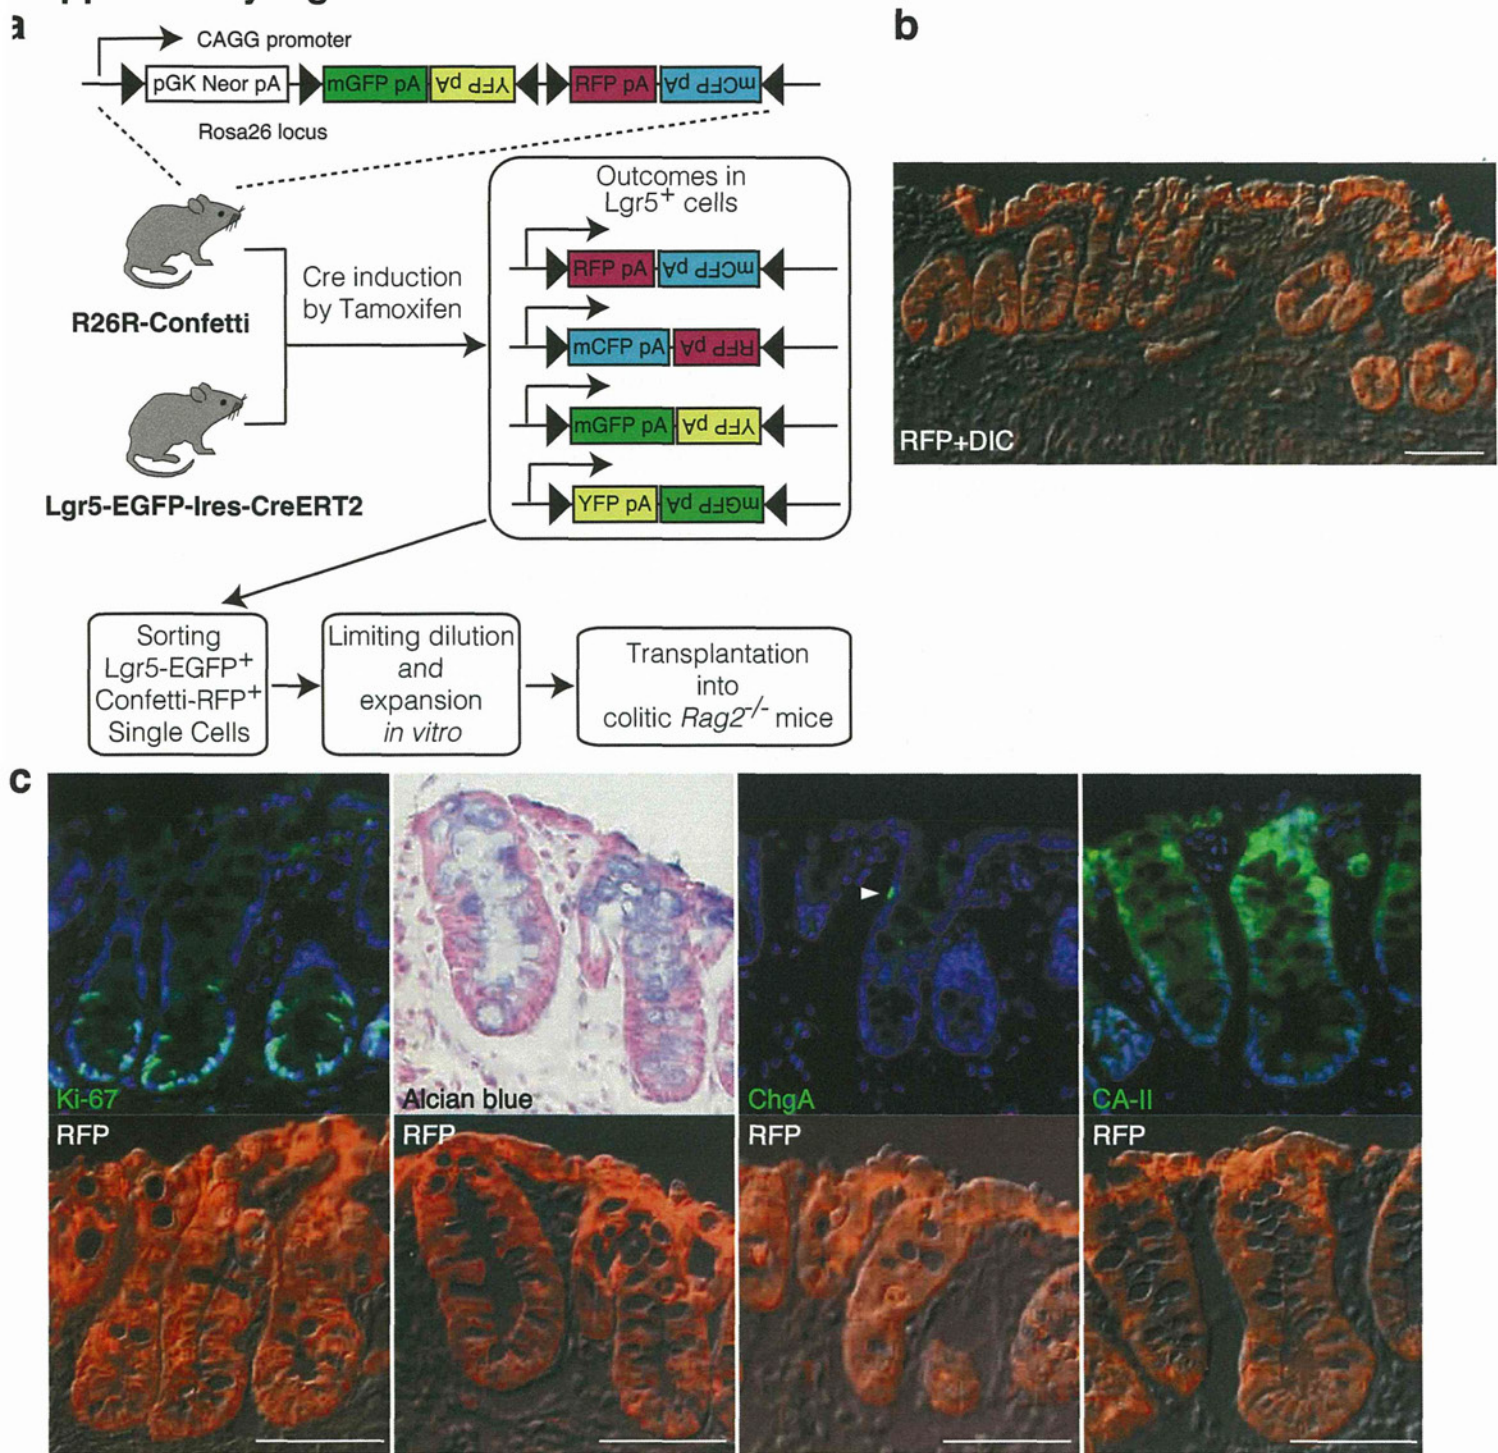 a
CAGG promoter
pGK Neor pA
mGFP pA
YFP pA
RFP pA
mCFP pA
Rosa26 locus
R26R-Confetti
Lgr5-EGFP-Ires-CreERT2
Cre induction
by Tamoxifen
Outcomes in
Lgr5+ cells
RFP pA
mCFP pA
mCFP pA
RFP pA
mGFP pA
YFP pA
YFP pA
mGFP pA
Sorting
Lgr5-EGFP+
Confetti-RFP+
Single Cells
Limiting dilution
and
expansion
in vitro
Transplantation
into
colitic Rag2-/- mice
b
RFP+DIC
c
Ki-67
Alcian blue
ChgA
CA-II
RFP
RFP
RFP
RFP